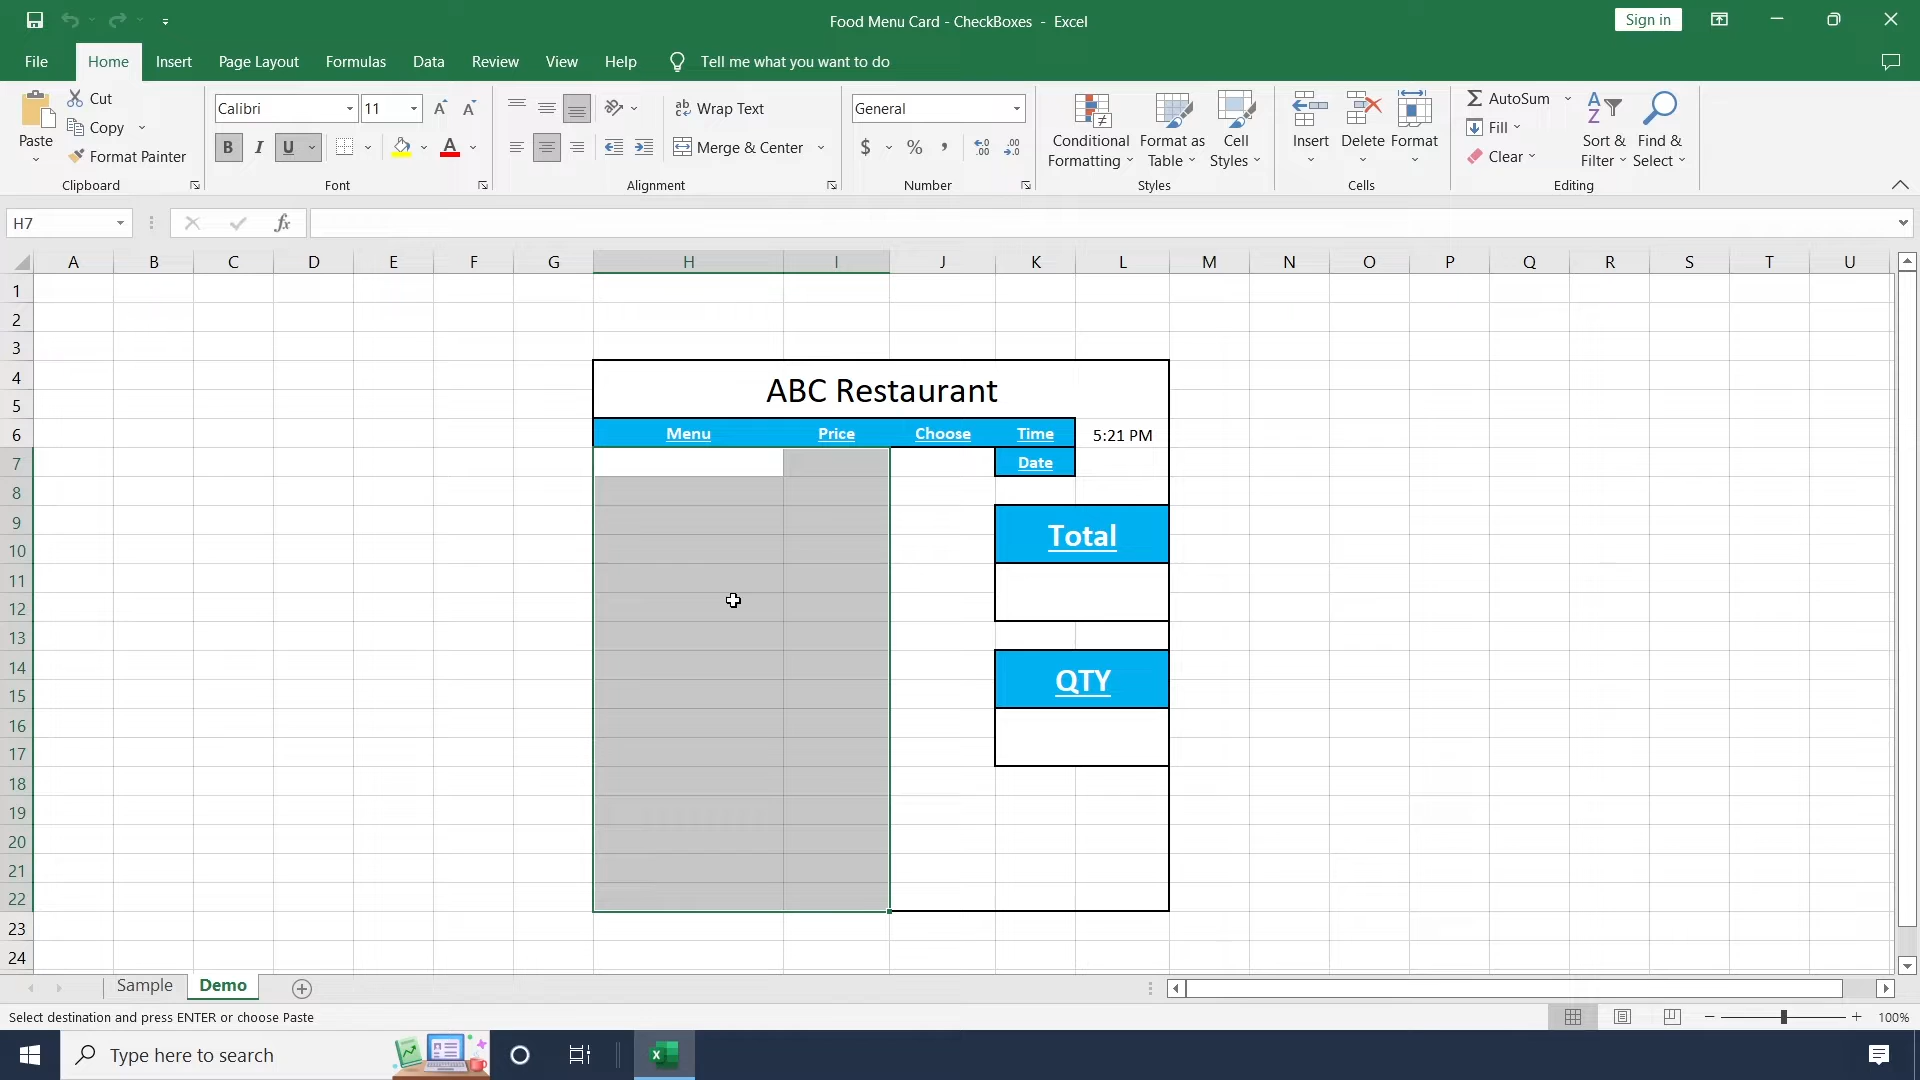 Food Menu Card - CheckBoxes - Excel
Sign in
File Home Insert Page Layout Formulas Data Review View Help Tell me what you want to do
Paste
Cut
Copy
Format Painter
Clipboard
Calibri 11
B I U A
Font
ab Wrap Text
Merge & Center
Alignment
General
$ % ,
Number
Conditional Formatting
Format as Table
Cell Styles
Styles
Insert Delete Format
Cells
AutoSum
Fill
Clear
Sort & Filter
Find & Select
Editing
H7
fx
A B C D E F G H I J K L M N O P Q R S T U
1
2
3
4
ABC Restaurant
5
6 Menu Price Choose Time 5:21 PM
7 Date
8
9
Total
10
11
12
13
14
QTY
15
16
17
18
19
20
21
22
23
24
Sample Demo
Select destination and press ENTER or choose Paste
100%
Type here to search